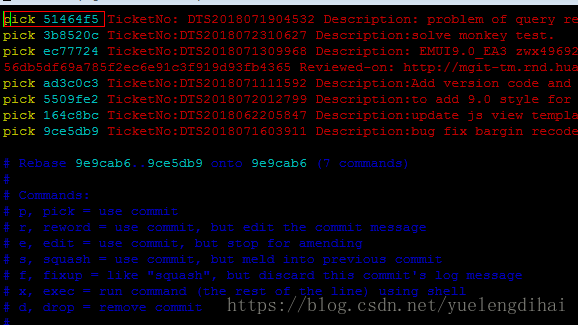 pick 51464f5 TicketNo: DTS2018071904532 Description: problem of query re
pick 3b8520c TicketNo:DTS2018072310627 Description:solve monkey test..
pick ec77724 TicketNo:DTS2018071309968 Description: EMUI9.0_EA3 zwx49692
56db5df69a785f2ec6e91c3f919d93fb4365 Reviewed-on: http://mgit-tm.rnd.hua
pick ad3c0c3 TicketNo:DTS2018071111592 Description:Add version code and
pick 5509fe2 TicketNo:DTS2018072012799 Description:to add 9.0 style for
pick 164c8bc TicketNo:DTS2018062205847 Description:update js view templa
pick 9ce5db9 TicketNo:DTS2018071603911 Description:bug fix bargin recode
# Rebase 9e9cab6..9ce5db9 onto 9e9cab6 (7 commands)
#
# Commands:
# p, pick = use commit
# r, reword = use commit, but edit the commit message
# e, edit = use commit, but stop for amending
# s, squash = use commit, but meld into previous commit
# f, fixup = like "squash", but discard this commit's log message
# x, exec = run command (the rest of the line) using shell
# d, drop = remove commit
#
https://blog.csdn.net/yuelengdihai